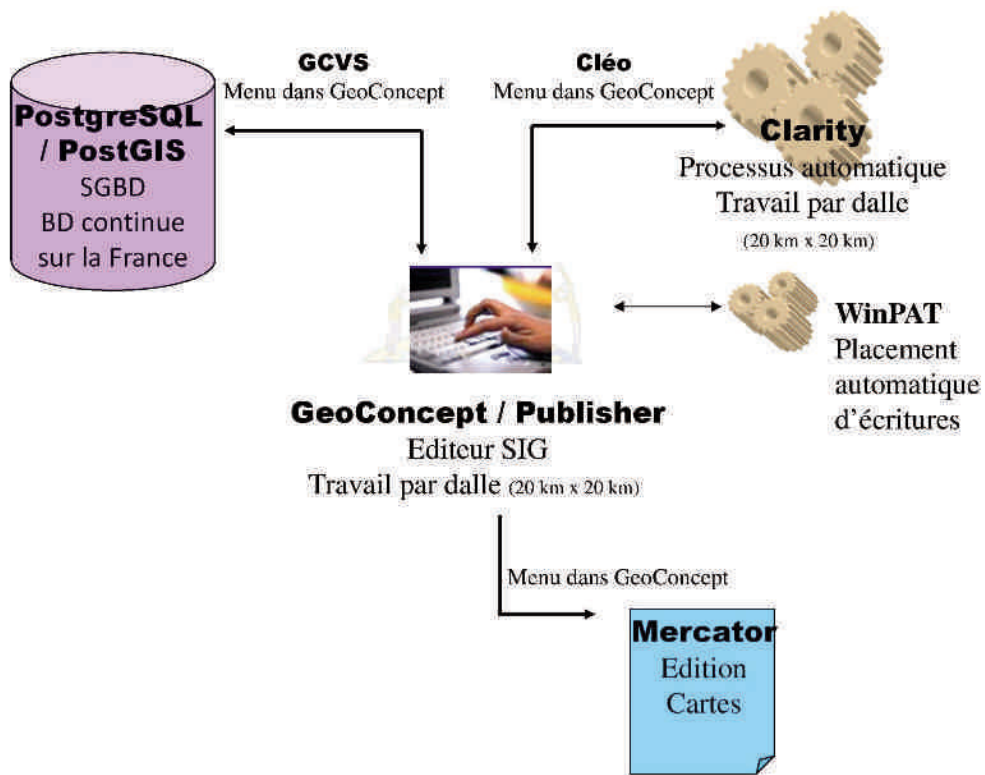 GCVS
Menu dans GeoConcept
Cléo
Menu dans GeoConcept
PostgreSQL
/ PostGIS
SGBD
BD continue
sur la France
Clarity
Processus automatique
Travail par dalle
(20 km x 20 km)
WinPAT
Placement
automatique
d'écritures
GeoConcept / Publisher
Editeur SIG
Travail par dalle (20 km x 20 km)
Menu dans GeoConcept
Mercator
Edition
Cartes